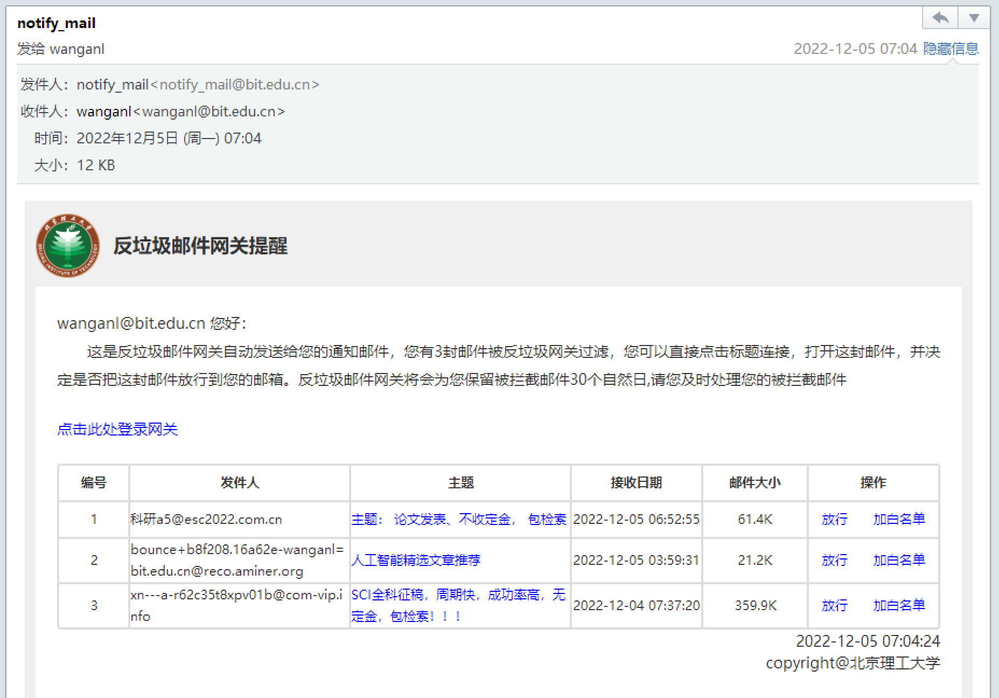 notify_mail
发给 wanganl
2022-12-05 07:04 隐藏信息
发件人： notify_mail<notify_mail@bit.edu.cn>
收件人： wanganl<wanganl@bit.edu.cn>
时间： 2022年12月5日 (周一) 07:04
大小： 12 KB
反垃圾邮件网关提醒
wanganl@bit.edu.cn 您好：
这是反垃圾邮件网关自动发送给您的通知邮件，您有3封邮件被反垃圾网关过滤，您可以直接点击标题连接，打开这封邮件，并决
定是否把这封邮件放行到您的邮箱。反垃圾邮件网关将会为您保留被拦截邮件30个自然日,请您及时处理您的被拦截邮件
点击此处登录网关
编号 发件人 主题 接收日期 邮件大小 操作
1 科研a5@esc2022.com.cn 主题： 论文发表、不收定金， 包检索 2022-12-05 06:52:55 61.4K 放行 加白名单
bounce+b8f208.16a62e-wanganl=
2 bit.edu.cn@reco.aminer.org 人工智能精选文章推荐 2022-12-05 03:59:31 21.2K 放行 加白名单
xn---a-r62c35t8xpv01b@com-vip.i SCI全科征稿，周期快，成功率高，无
3 nfo 定金，包检索！！！ 2022-12-04 07:37:20 359.9K 放行 加白名单
2022-12-05 07:04:24
copyright@北京理工大学
北京理工大学
BEIJING INSTITUTE OF TECHNOLOGY